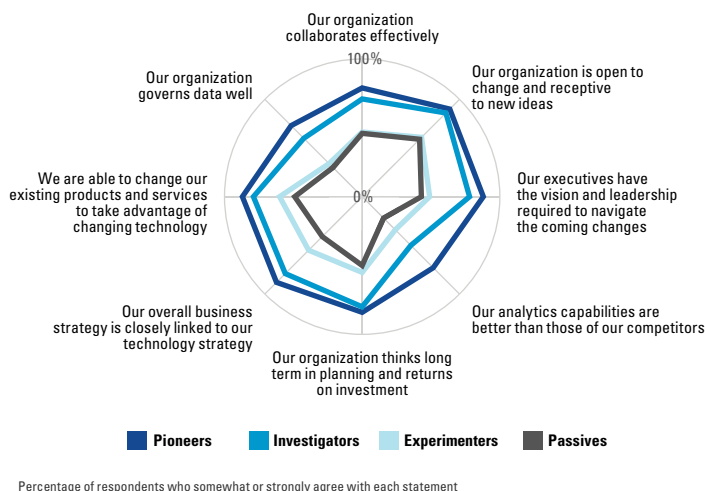 Our organization
collaborates effectively
100%
Our organization is open to
change and receptive
to new ideas
Our organization
governs data well
We are able to change our
existing products and services
to take advantage of
changing technology
0%
Our executives have
the vision and leadership
required to navigate
the coming changes
Our overall business
strategy is closely linked to our
technology strategy
Our analytics capabilities are
better than those of our competitors
Our organization thinks long
term in planning and returns
on investment
Pioneers
Investigators
Experimenters
Passives
Percentage of respondents who somewhat or strongly agree with each statement